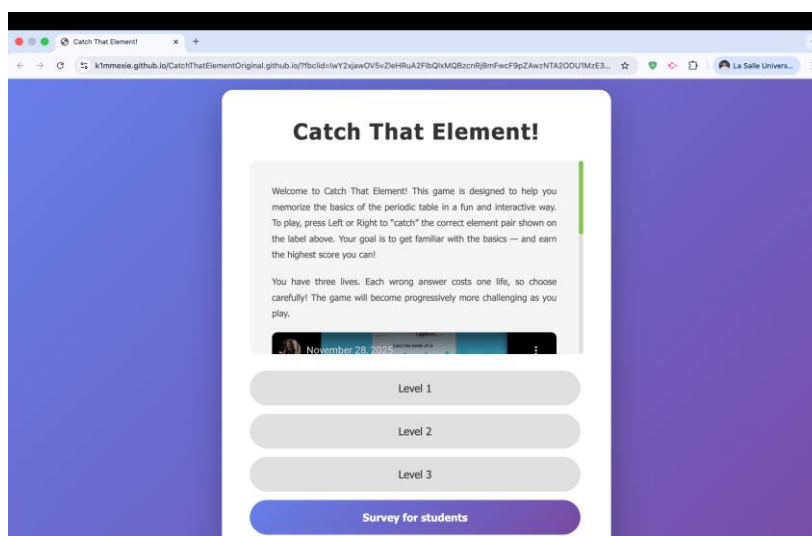 Catch That Element!
k1mmexie.github.io/CatchThatElementOriginal.github.io/?fbclid=IwY2xjawOV5vZleHRuA2FlbQIxMQBzcnRjBmFwcF9pZAwzNTA2ODU1MzE3...
La Salle Univers...
Catch That Element!
Welcome to Catch That Element! This game is designed to help you
memorize the basics of the periodic table in a fun and interactive way.
To play, press Left or Right to “catch” the correct element pair shown on
the label above. Your goal is to get familiar with the basics — and earn
the highest score you can!
You have three lives. Each wrong answer costs one life, so choose
carefully! The game will become progressively more challenging as you
play.
November 28, 2025
Level 1
Level 2
Level 3
Survey for students